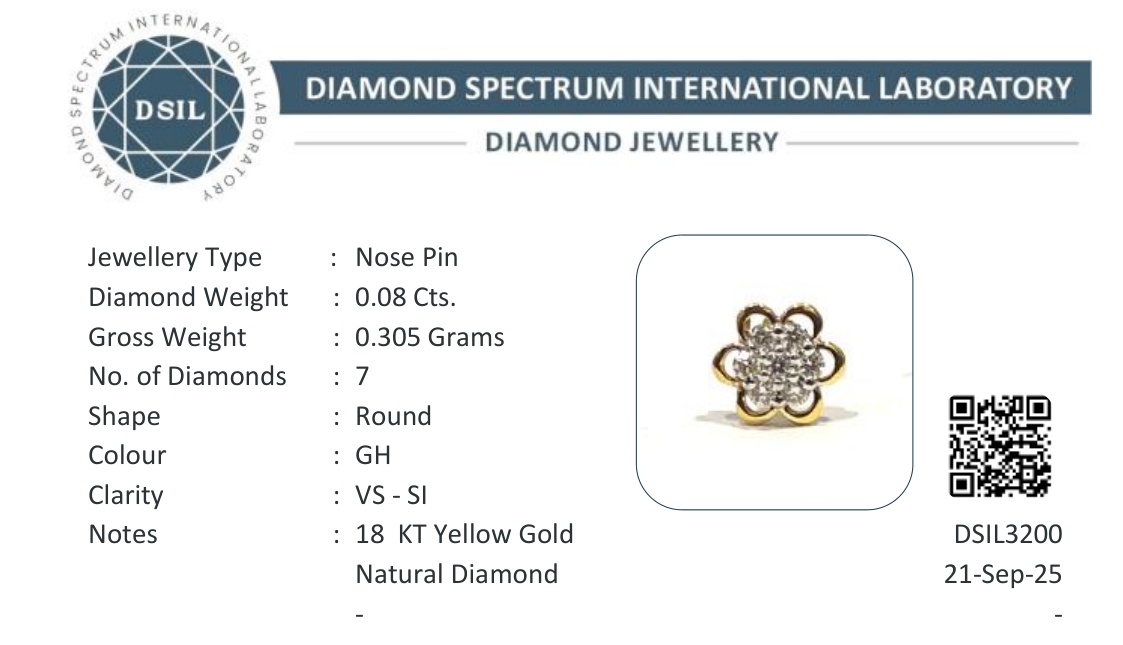 DIAMOND SPECTRUM INTERNATIONAL LABORATORY
DSIL
DIAMOND SPECTRUM INTERNATIONAL LABORATORY
DIAMOND JEWELLERY
Jewellery Type : Nose Pin
Diamond Weight : 0.08 Cts.
Gross Weight : 0.305 Grams
No. of Diamonds : 7
Shape : Round
Colour : GH
Clarity : VS - SI
Notes : 18 KT Yellow Gold DSIL3200
Natural Diamond 21-Sep-25
- -